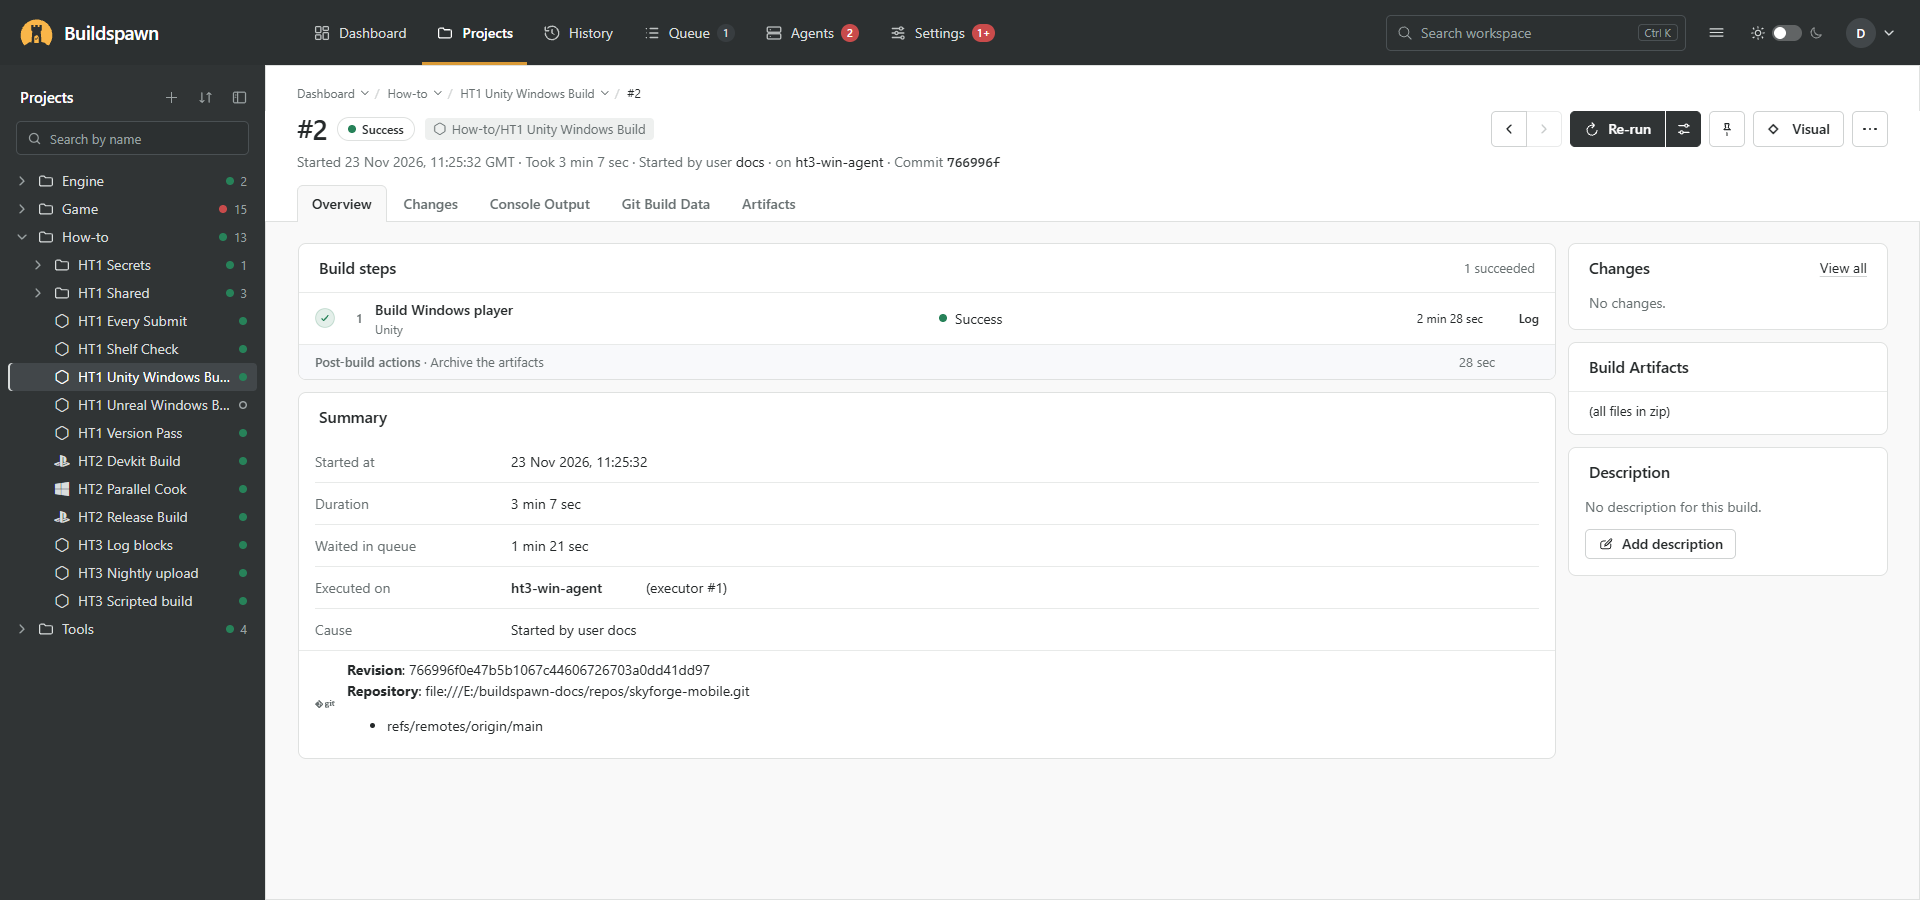 Buildspawn
Dashboard
Projects
History
Queue 1
Agents 2
Settings 1+
Search workspace Ctrl K
D
Projects
Search by name
Engine 2
Game 15
How-to 13
HT1 Secrets 1
HT1 Shared 3
HT1 Every Submit
HT1 Shelf Check
HT1 Unity Windows Bu...
HT1 Unreal Windows B...
HT1 Version Pass
HT2 Devkit Build
HT2 Parallel Cook
HT2 Release Build
HT3 Log blocks
HT3 Nightly upload
HT3 Scripted build
Tools 4
Dashboard / How-to / HT1 Unity Windows Build / #2
#2 Success How-to/HT1 Unity Windows Build
Re-run
Visual
Started 23 Nov 2026, 11:25:32 GMT · Took 3 min 7 sec · Started by user docs · on ht3-win-agent · Commit 766996f
Overview
Changes
Console Output
Git Build Data
Artifacts
Build steps 1 succeeded
1 Build Windows player
Unity
Success
2 min 28 sec
Log
Post-build actions · Archive the artifacts 28 sec
Summary
Started at 23 Nov 2026, 11:25:32
Duration 3 min 7 sec
Waited in queue 1 min 21 sec
Executed on ht3-win-agent (executor #1)
Cause Started by user docs
git
Revision: 766996f0e47b5b1067c44606726703a0dd41dd97
Repository: file:///E:/buildspawn-docs/repos/skyforge-mobile.git
• refs/remotes/origin/main
Changes View all
No changes.
Build Artifacts
(all files in zip)
Description
No description for this build.
Add description